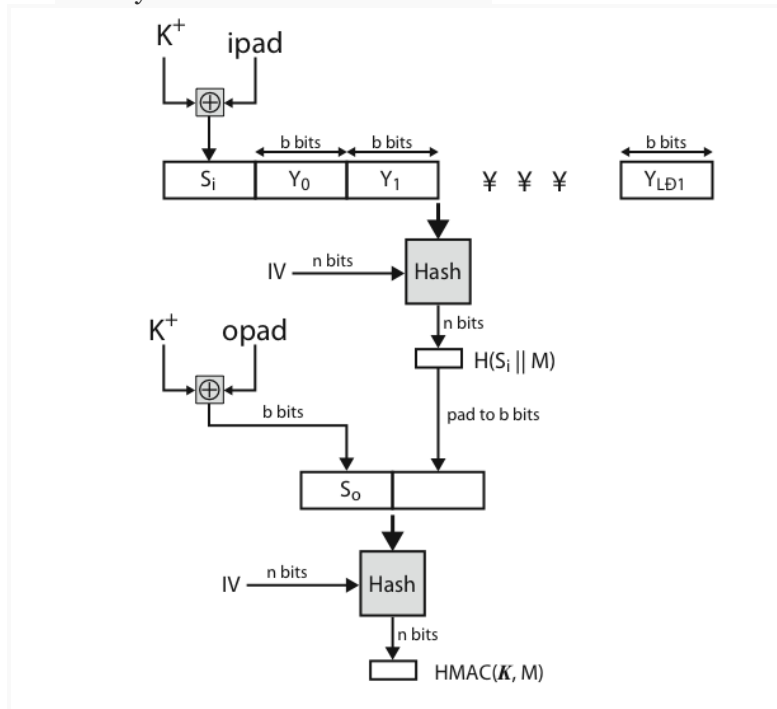 K+ ipad
b bits b bits b bits
Si Y0 Y1 ¥ ¥ ¥ YLÐ1
IV n bits Hash
n bits
K+ opad H(Si || M)
b bits pad to b bits
So
IV n bits Hash
n bits
HMAC(K, M)